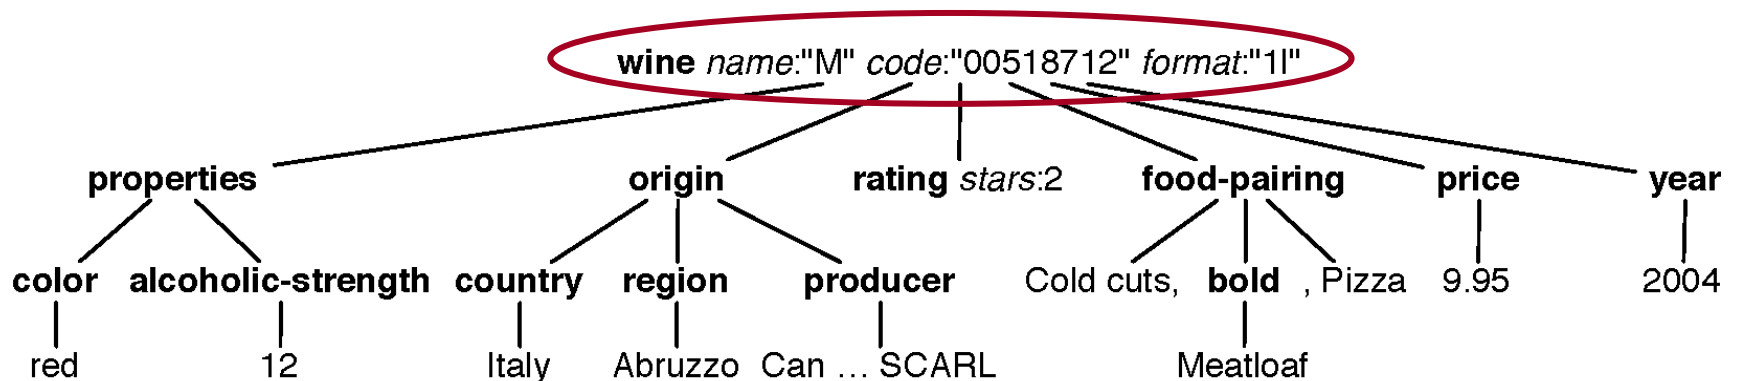 wine name:"M" code:"00518712" format:"1l"
properties origin rating stars:2 food-pairing price year
color alcoholic-strength country region producer Cold cuts, bold , Pizza 9.95 2004
red 12 Italy Abruzzo Can … SCARL Meatloaf